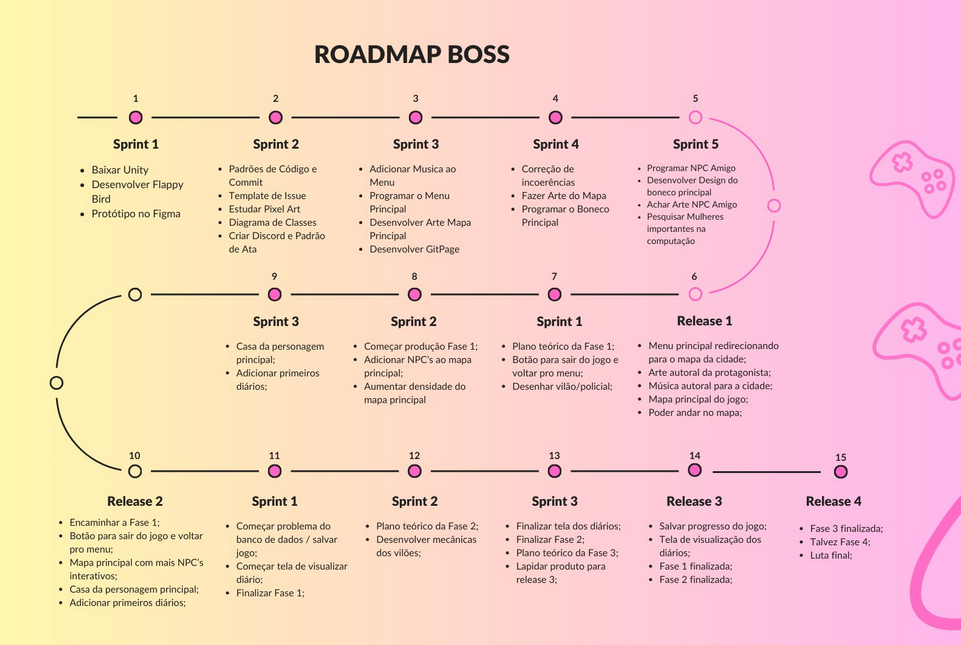 ROADMAP BOSS
1
2
3
4
5
Sprint 1
• Baixar Unity
• Desenvolver Flappy
Bird
• Protótipo no Figma
Sprint 2
• Padrões de Código e
Commit
• Template de Issue
• Estudar Pixel Art
• Diagrama de Classes
• Criar Discord e Padrão
de Ata
Sprint 3
• Adicionar Musica ao
Menu
• Programar o Menu
Principal
• Desenvolver Arte Mapa
Principal
• Desenvolver GitPage
Sprint 4
• Correção de
incoerências
• Fazer Arte do Mapa
• Programar o Boneco
Principal
Sprint 5
• Programar NPC Amigo
• Desenvolver Design do
boneco principal
• Achar Arte NPC Amigo
• Pesquisar Mulheres
importantes na
computação
9
8
7
6
Sprint 3
• Casa da personagem
principal;
• Adicionar primeiros
diários;
Sprint 2
• Começar produção Fase 1;
• Adicionar NPC's ao mapa
principal;
• Aumentar densidade do
mapa principal
Sprint 1
• Plano teórico da Fase 1;
• Botão para sair do jogo e
voltar pro menu;
• Desenhar vilão/policial;
Release 1
• Menu principal redirecionando
para o mapa da cidade;
• Arte autoral da protagonista;
• Música autoral para a cidade;
• Mapa principal do jogo;
• Poder andar no mapa;
10
11
12
13
14
15
Release 2
• Encaminhar a Fase 1;
• Botão para sair do jogo e voltar
pro menu;
• Mapa principal com mais NPC's
interativos;
• Casa da personagem principal;
• Adicionar primeiros diários;
Sprint 1
• Começar problema do
banco de dados / salvar
jogo;
• Começar tela de visualizar
diário;
• Finalizar Fase 1;
Sprint 2
• Plano teórico da Fase 2;
• Desenvolver mecânicas
dos vilões;
Sprint 3
• Finalizar tela dos diários;
• Finalizar Fase 2;
• Plano teórico da Fase 3;
• Lapidar produto para
release 3;
Release 3
• Salvar progresso do jogo;
• Tela de visualização dos
diários;
• Fase 1 finalizada;
• Fase 2 finalizada;
Release 4
• Fase 3 finalizada;
• Talvez Fase 4;
• Luta final;